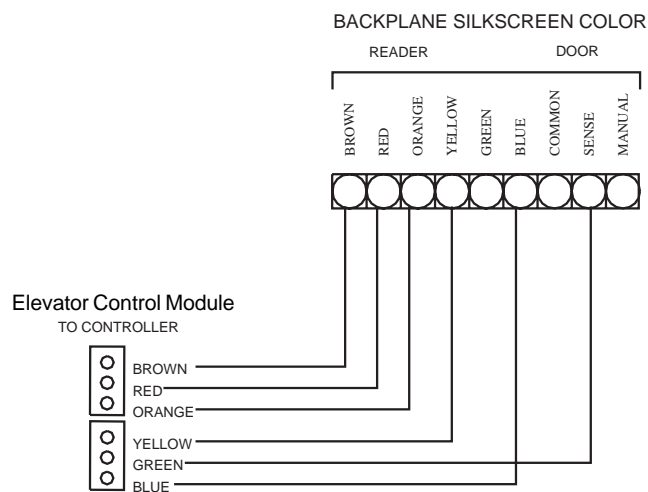 BACKPLANE SILKSCREEN COLOR
READER DOOR
BROWN RED ORANGE YELLOW GREEN BLUE COMMON SENSE MANUAL
Elevator Control Module
TO CONTROLLER
BROWN
RED
ORANGE
YELLOW
GREEN
BLUE